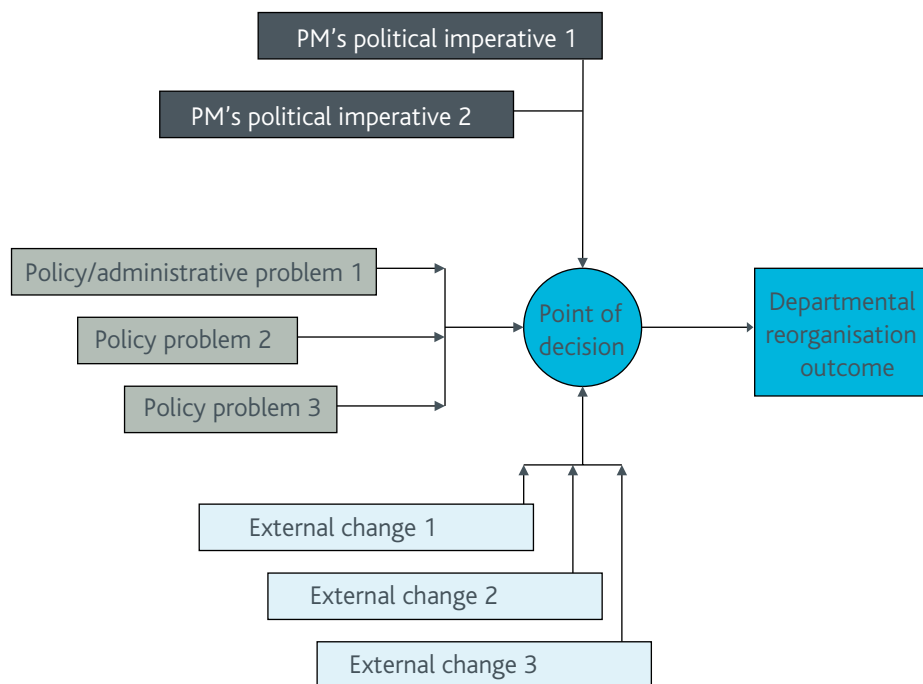 PM’s political imperative 1
PM’s political imperative 2
Policy/administrative problem 1
Policy problem 2
Policy problem 3
Point of
decision
Departmental
reorganisation
outcome
External change 1
External change 2
External change 3